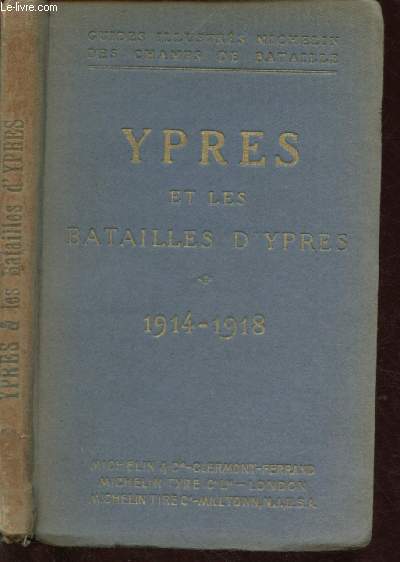 Le-livre.com
GUIDES ILLUSTRÉS MICHELIN
DES CHAMPS DE BATAILLE
YPRES
ET LES
BATAILLES D'YPRES
1914-1918
MICHELIN & Cie - CLERMONT-FERRAND
MICHELIN TYRE Co Ld - LONDON
MICHELIN TIRE Co - MILLTOWN, N.J., U.S.A.
YPRES & les Batailles d'YPRES